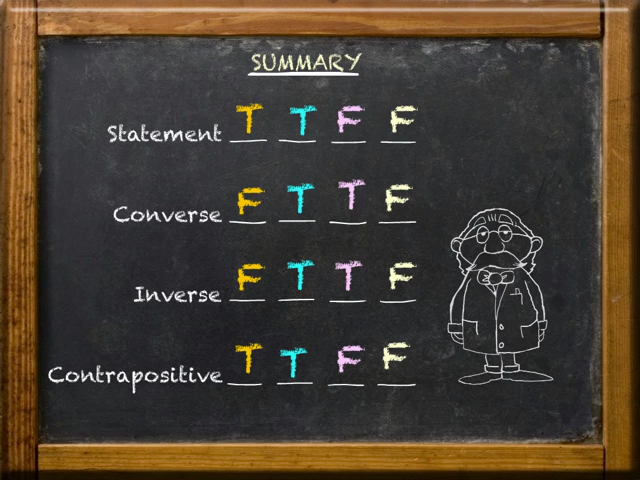 SUMMARY
Statement T T F F
Converse F T T F
Inverse F T T F
Contrapositive T T F F